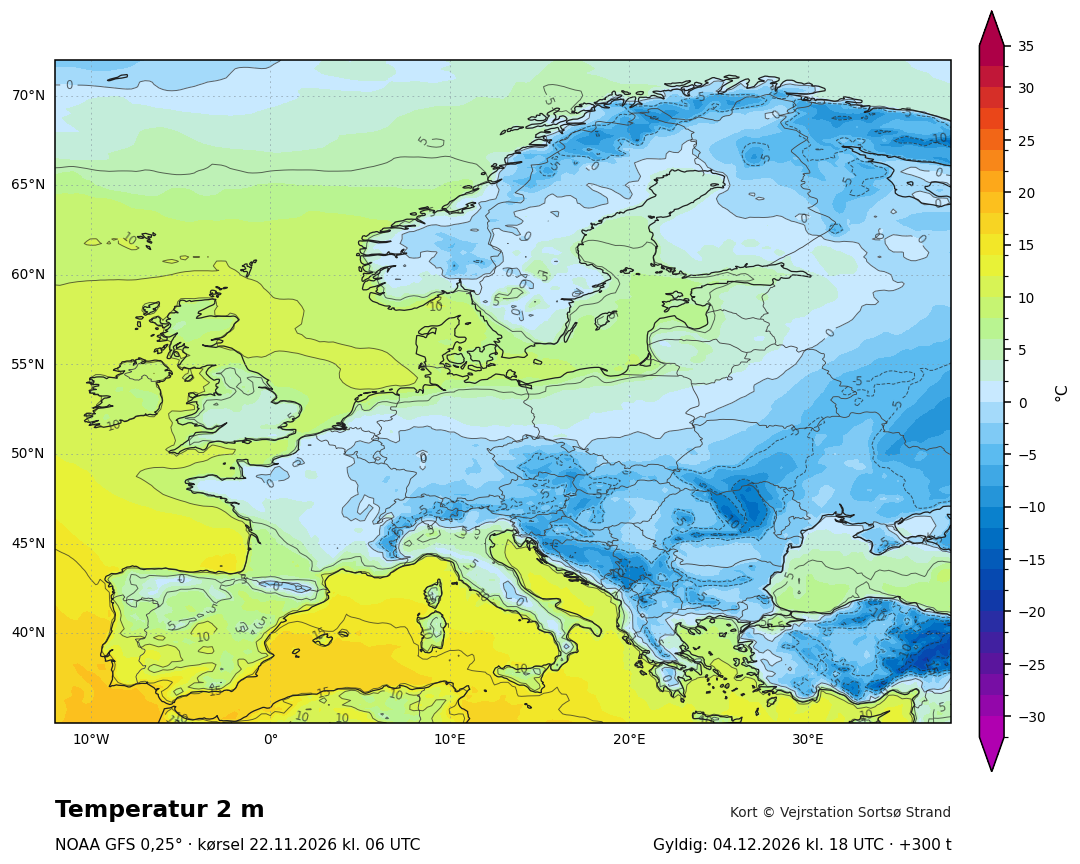 35
30
25
20
15
10
5
0
−5
−10
−15
−20
−25
−30
°C
70°N
65°N
60°N
55°N
50°N
45°N
40°N
10°W
0°
10°E
20°E
30°E
Temperatur 2 m
Kort © Vejrstation Sortsø Strand
NOAA GFS 0,25° · kørsel 22.11.2026 kl. 06 UTC
Gyldig: 04.12.2026 kl. 18 UTC · +300 t